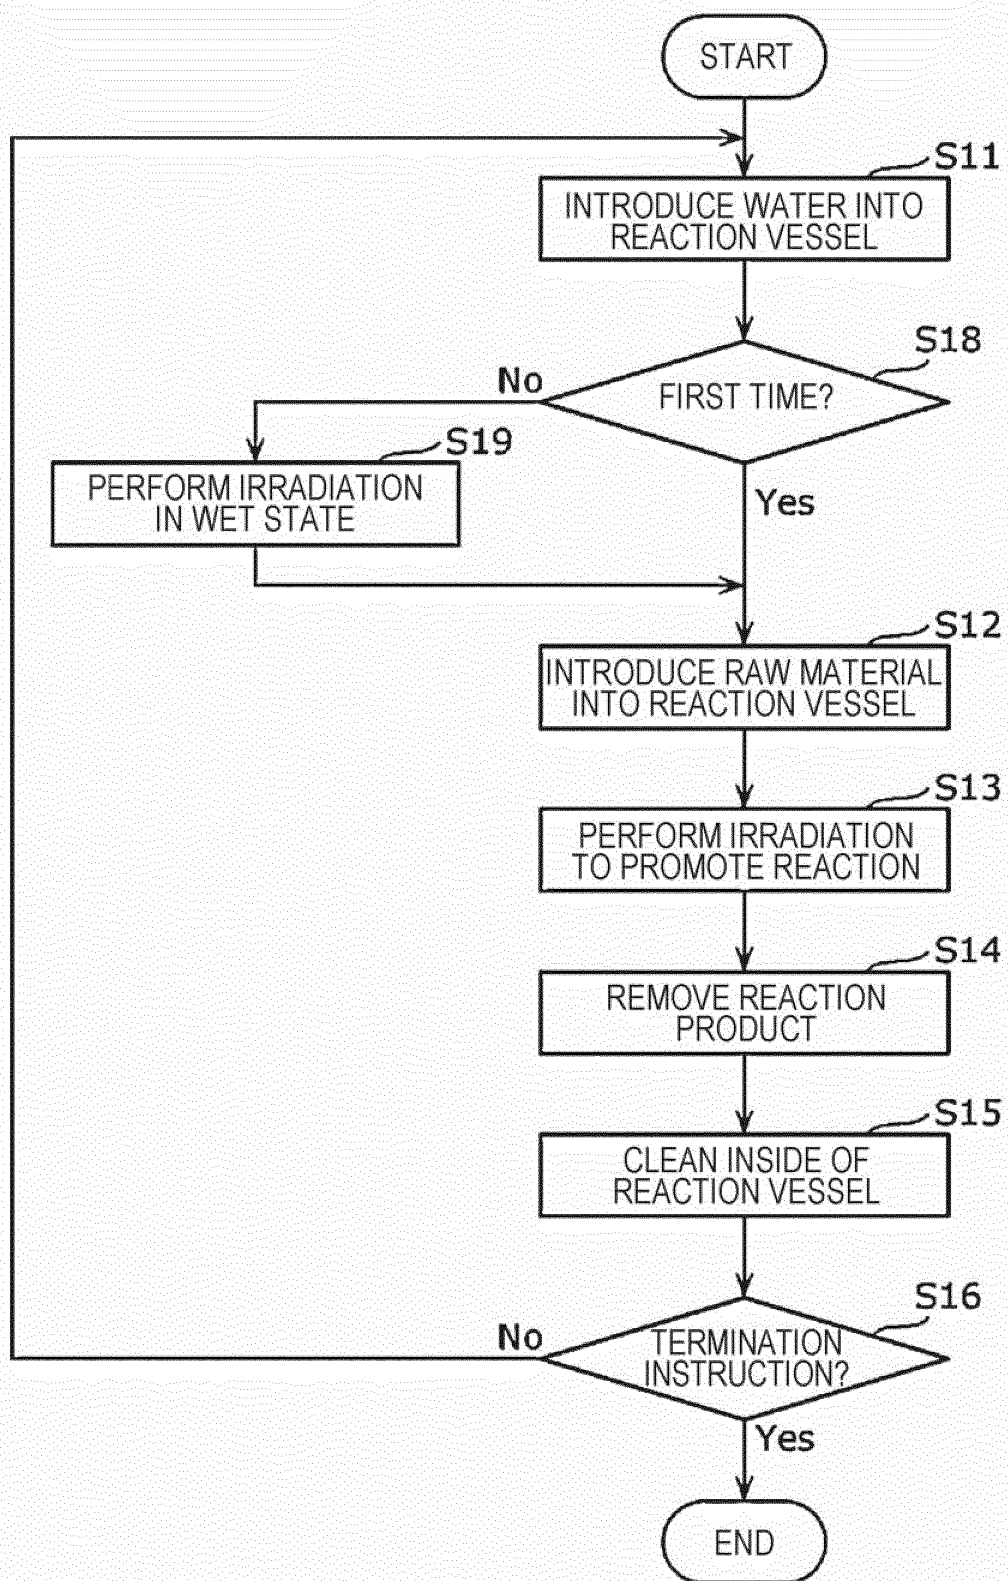 START
S11
INTRODUCE WATER INTO
REACTION VESSEL
S18
FIRST TIME?
No
Yes
S19
PERFORM IRRADIATION
IN WET STATE
S12
INTRODUCE RAW MATERIAL
INTO REACTION VESSEL
S13
PERFORM IRRADIATION
TO PROMOTE REACTION
S14
REMOVE REACTION
PRODUCT
S15
CLEAN INSIDE OF
REACTION VESSEL
S16
TERMINATION
INSTRUCTION?
No
Yes
END